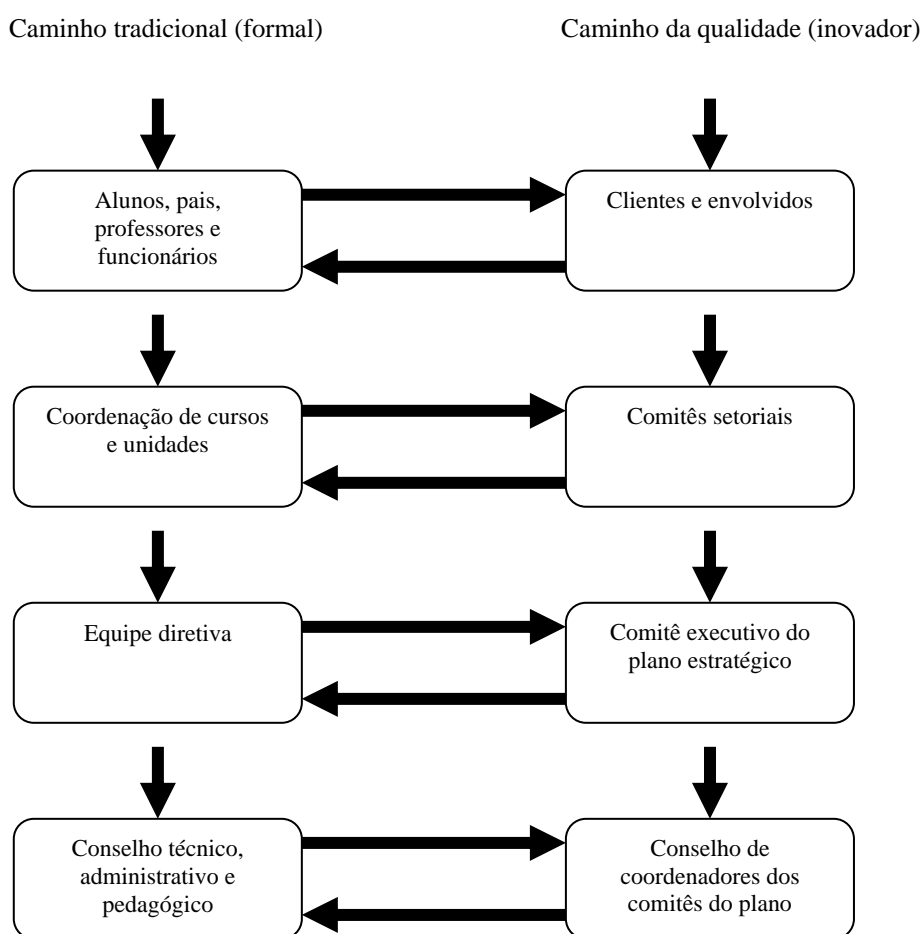 Caminho tradicional (formal)
Caminho da qualidade (inovador)
Alunos, pais,
professores e
funcionários
Clientes e envolvidos
Coordenação de cursos
e unidades
Comitês setoriais
Equipe diretiva
Comitê executivo do
plano estratégico
Conselho técnico,
administrativo e
pedagógico
Conselho de
coordenadores dos
comitês do plano